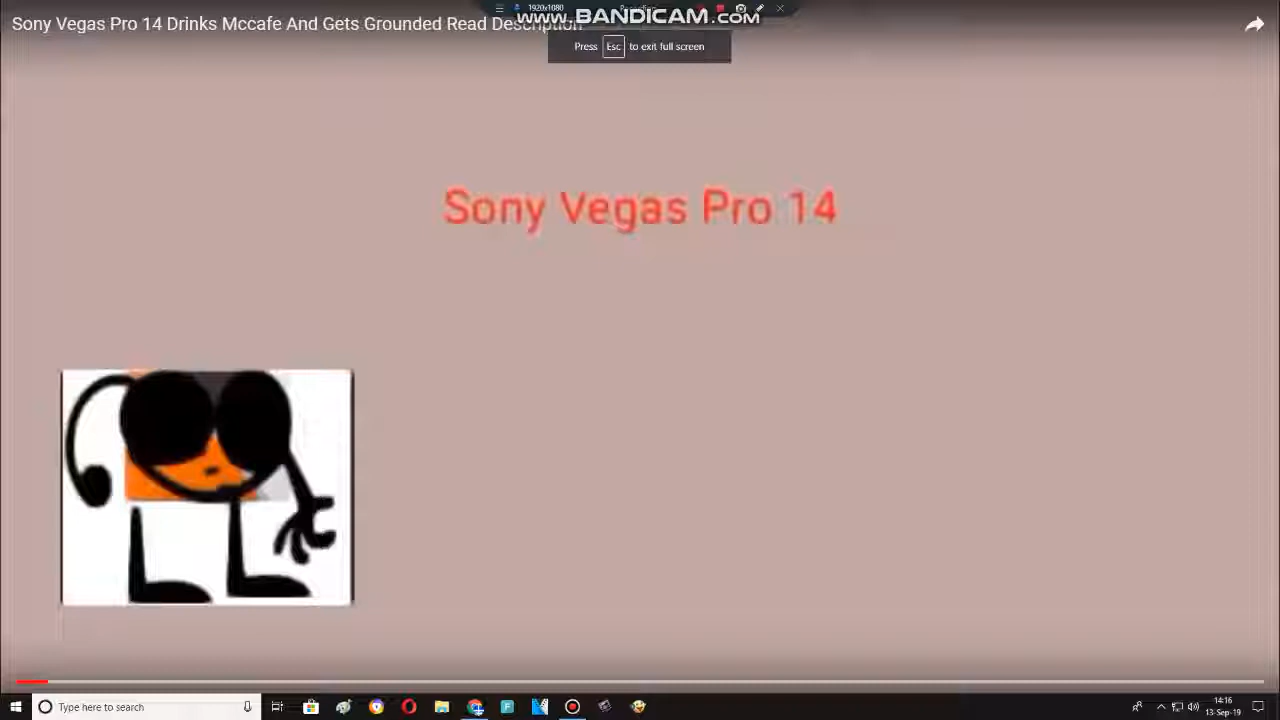 1920x1080
www.BANDICAM.com
Sony Vegas Pro 14 Drinks Mccafe And Gets Grounded Read Description
Press Esc to exit full screen
Sony Vegas Pro 14
Type here to search
14:16
13-Sep-19